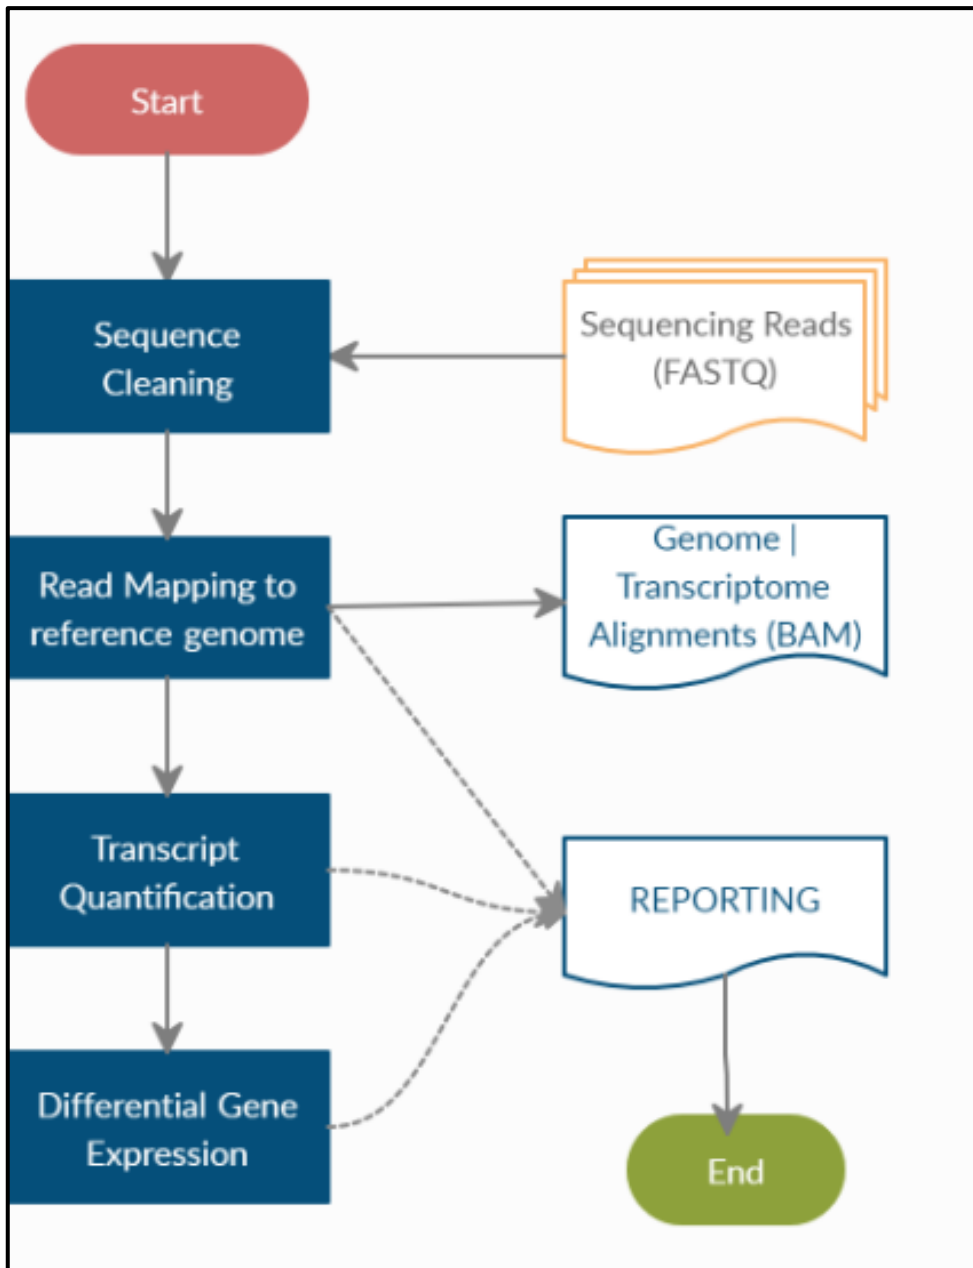 Start
Sequence
Cleaning
Sequencing Reads
(FASTQ)
Read Mapping to
reference genome
Genome |
Transcriptome
Alignments (BAM)
Transcript
Quantification
REPORTING
Differential Gene
Expression
End